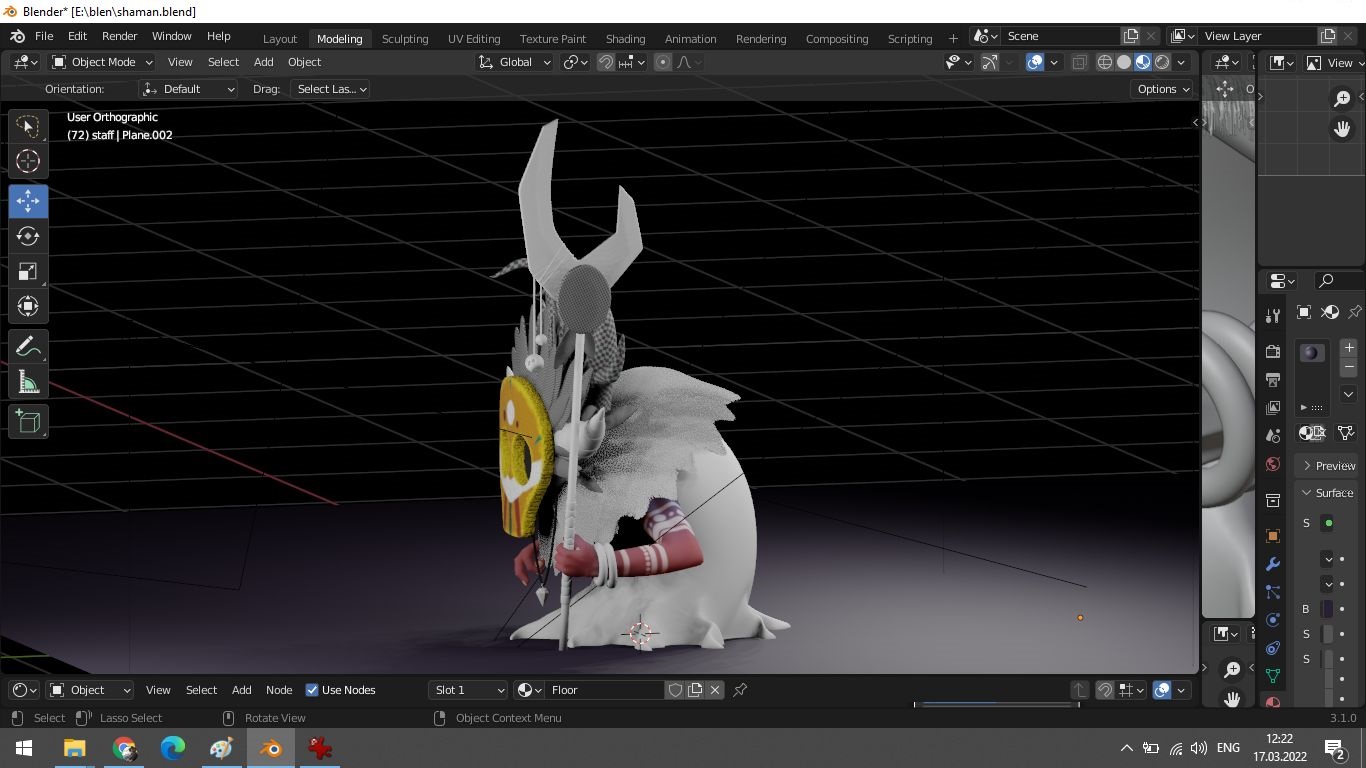 Blender* [E:\blen\shaman.blend]
File Edit Render Window Help Layout Modeling Sculpting UV Editing Texture Paint Shading Animation Rendering Compositing Scripting + Scene View Layer
Object Mode View Select Add Object Global View
Orientation: Default Drag: Select Las... Options
User Orthographic
(72) staff | Plane.002
Preview
Surface
S
B
S
S
Object View Select Add Node Use Nodes Slot 1 Floor
Select Lasso Select Rotate View Object Context Menu 3.1.0
ENG 12:22
17.03.2022 2